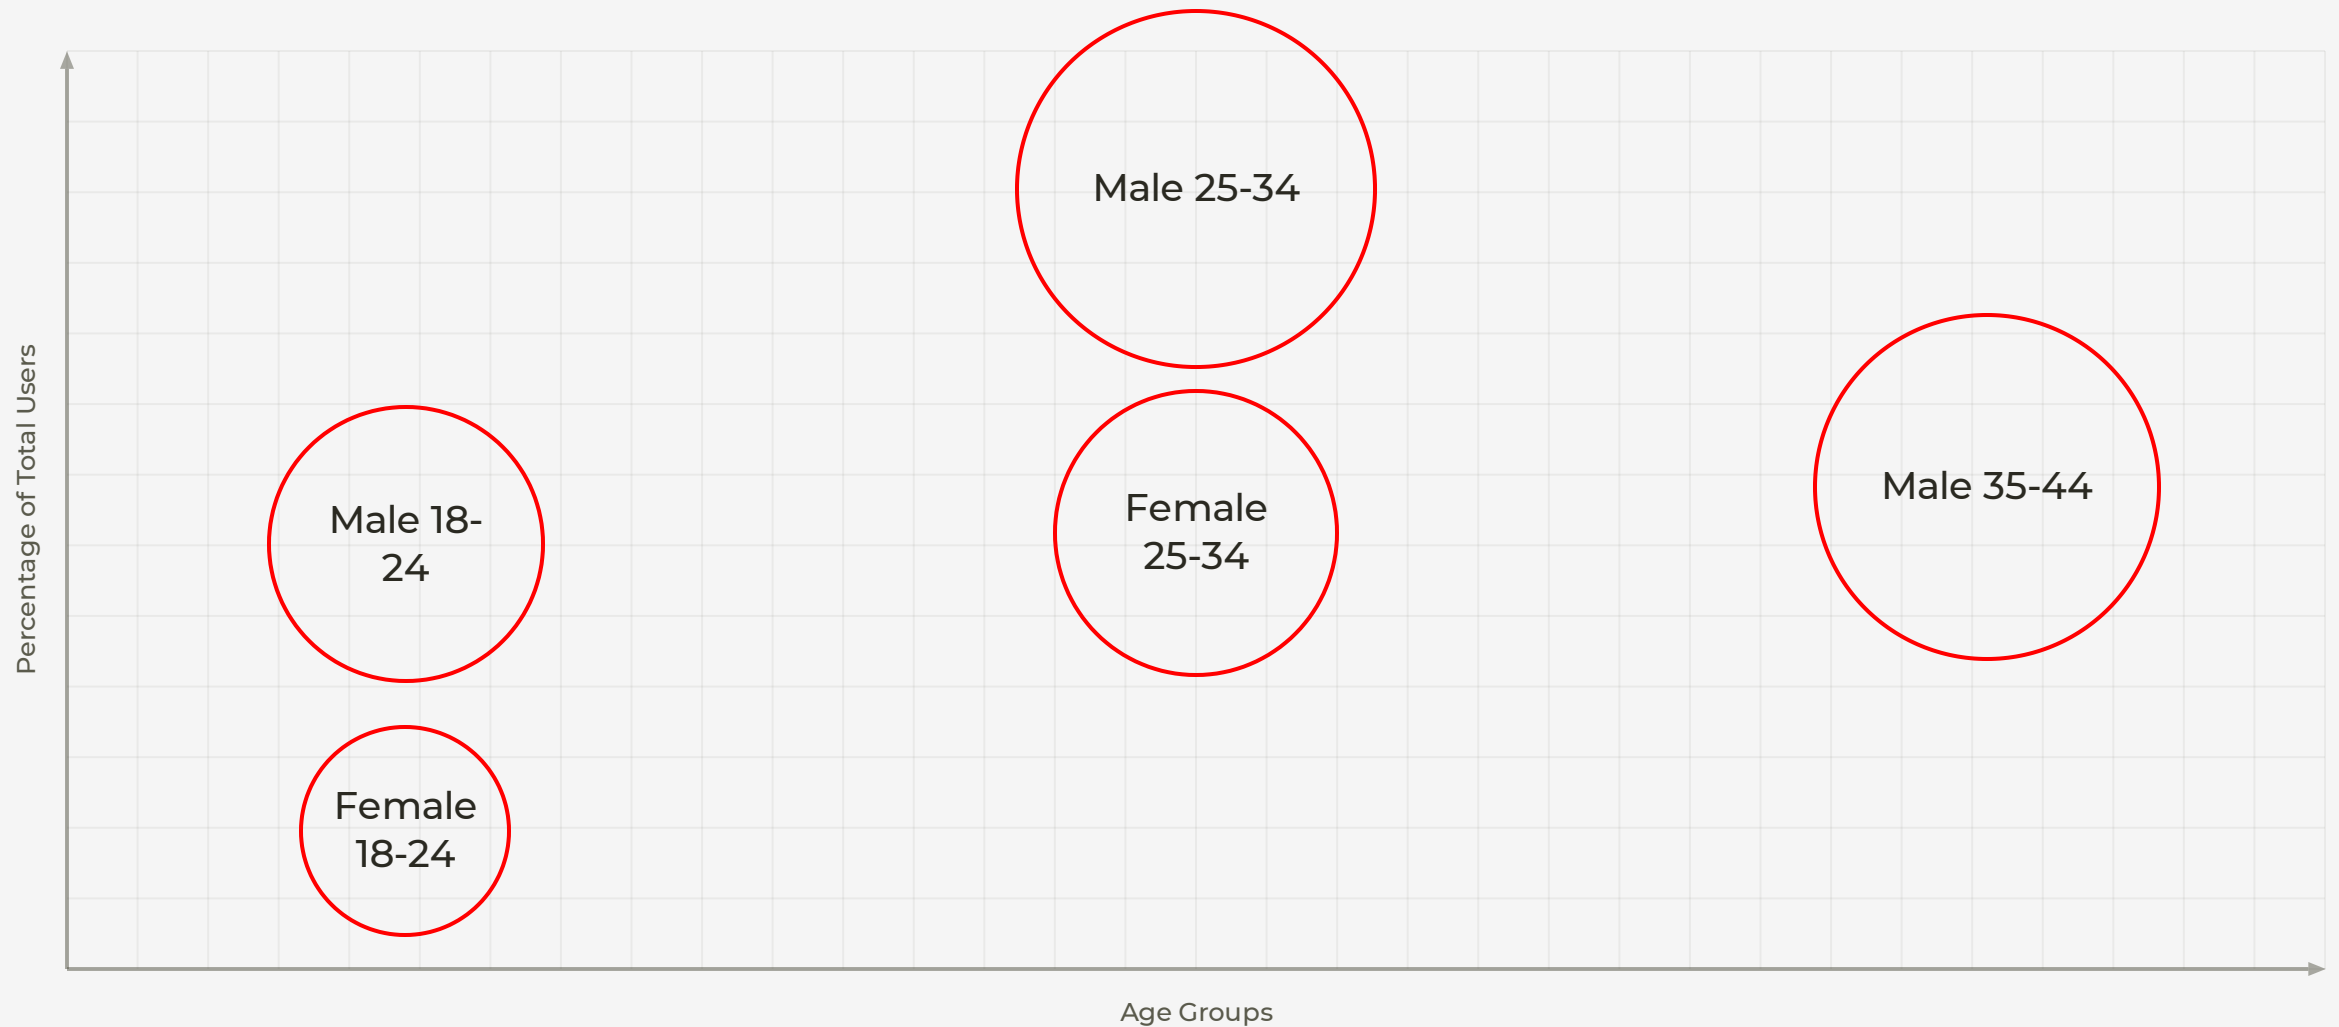 Male 25-34
Percentage of Total Users
Male 18-
24
Female
25-34
Male 35-44
Female
18-24
Age Groups